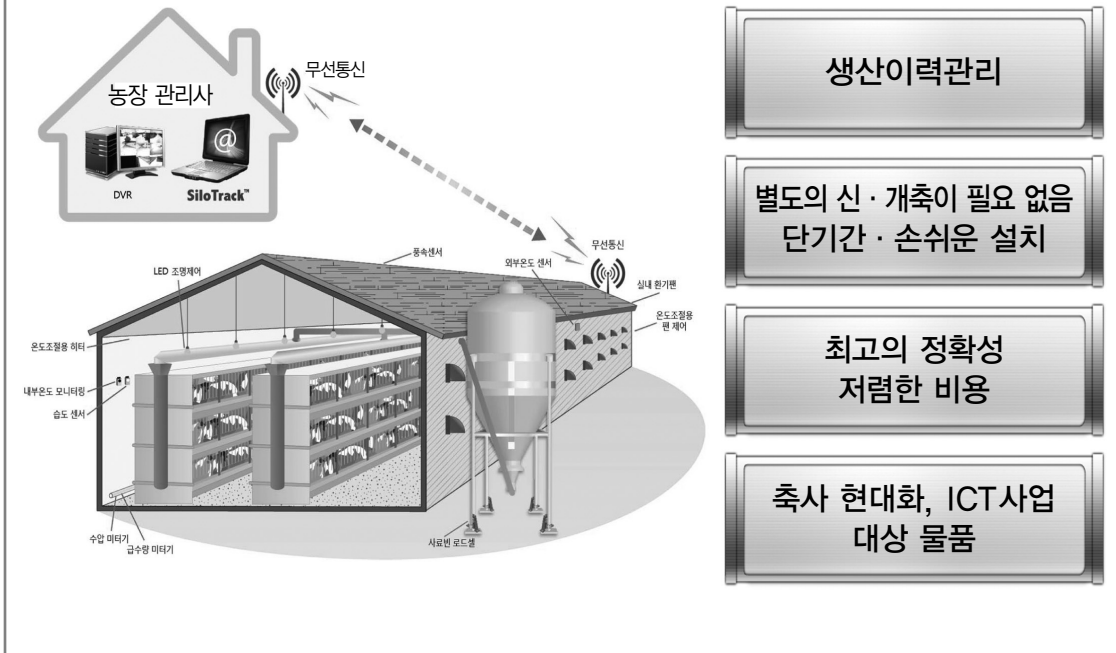 농장 관리사
무선통신
@
DVR
SiloTrack™
무선통신
풍속센서
외부온도 센서
LED 조명제어
실내 환기팬
온도조절용
팬 제어
온도조절용 히터
내부온도 모니터링
습도 센서
수압 미터기
급수량 미터기
사료빈 로드셀
생산이력관리
별도의 신 · 개축이 필요 없음
단기간 · 손쉬운 설치
최고의 정확성
저렴한 비용
축사 현대화, ICT사업
대상 물품